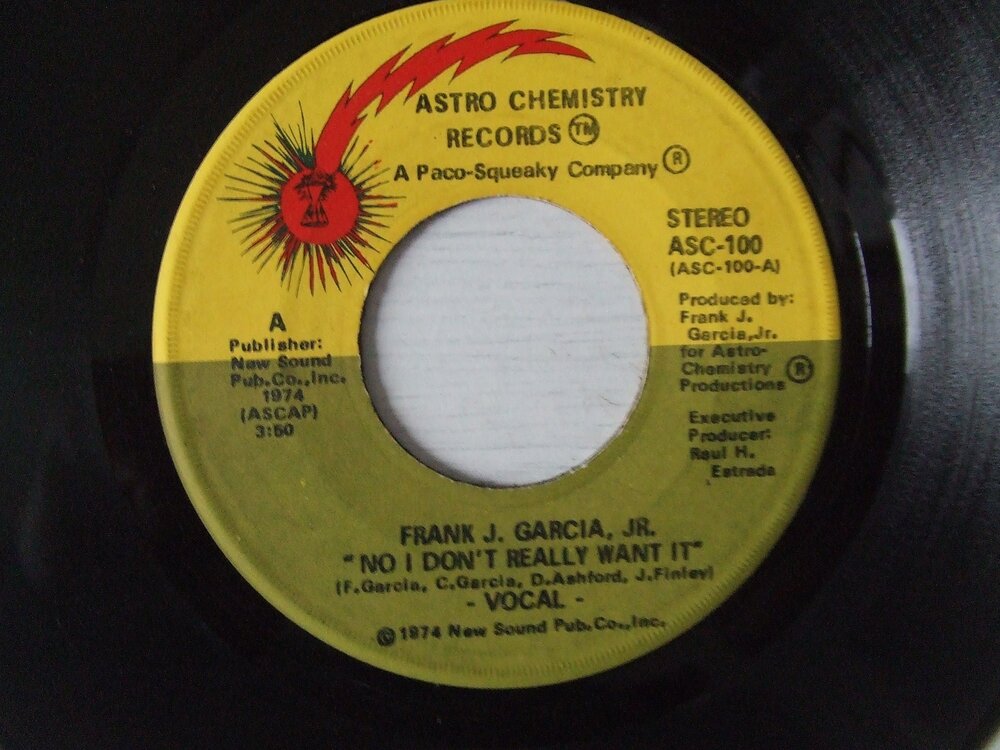 ASTRO CHEMISTRY
RECORDS TM
A Paco-Squeaky Company R
STEREO
ASC-100
(ASC-100-A)
Produced by:
Frank J.
Garcia,Jr.
for Astro-
Chemistry R
Productions
Executive
Producer:
Raul H.
Estrada
A
Publisher:
New Sound
Pub.Co.,Inc.
1974
(ASCAP)
3:50
FRANK J. GARCIA, JR.
"NO I DON'T REALLY WANT IT"
(F.Garcia, C.Garcia, D.Ashford, J.Finley)
- VOCAL -
©1974 New Sound Pub.Co.,Inc.